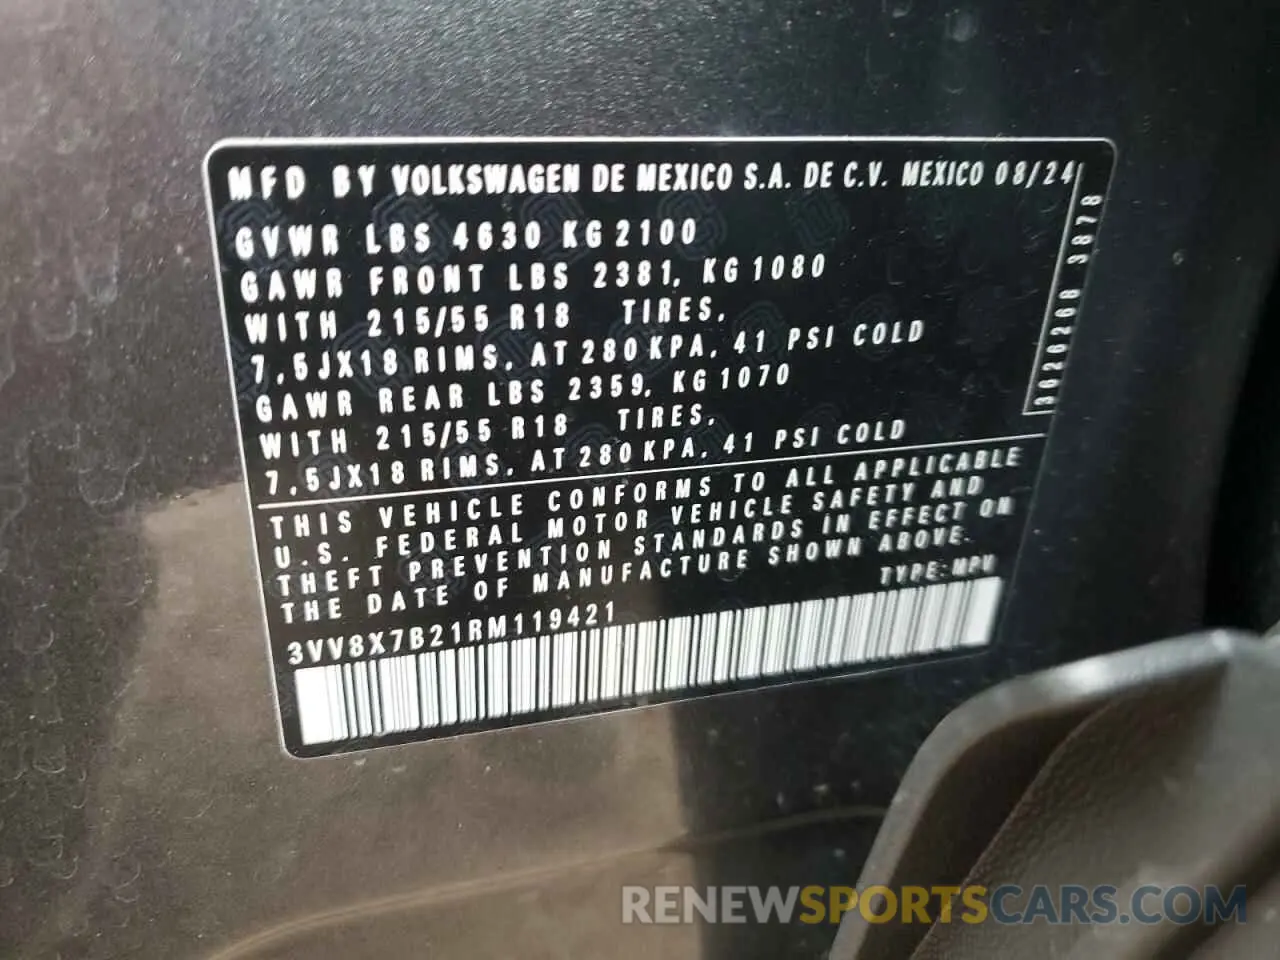 MFD BY VOLKSWAGEN DE MEXICO S.A. DE C.V. MEXICO 08/24
GVWR LBS 4630 KG 2100
GAWR FRONT LBS 2381, KG 1080
WITH 215/55 R18 TIRES,
7,5JX18 RIMS, AT 280 KPA, 41 PSI COLD
GAWR REAR LBS 2359, KG 1070
WITH 215/55 R18 TIRES,
7,5JX18 RIMS, AT 280 KPA, 41 PSI COLD
3626268 3878
THIS VEHICLE CONFORMS TO ALL APPLICABLE
U.S. FEDERAL MOTOR VEHICLE SAFETY AND
THEFT PREVENTION STANDARDS IN EFFECT ON
THE DATE OF MANUFACTURE SHOWN ABOVE.
TYPE: MPV
3VV8X7B21RM119421
RENEWSPORTSCARS.COM